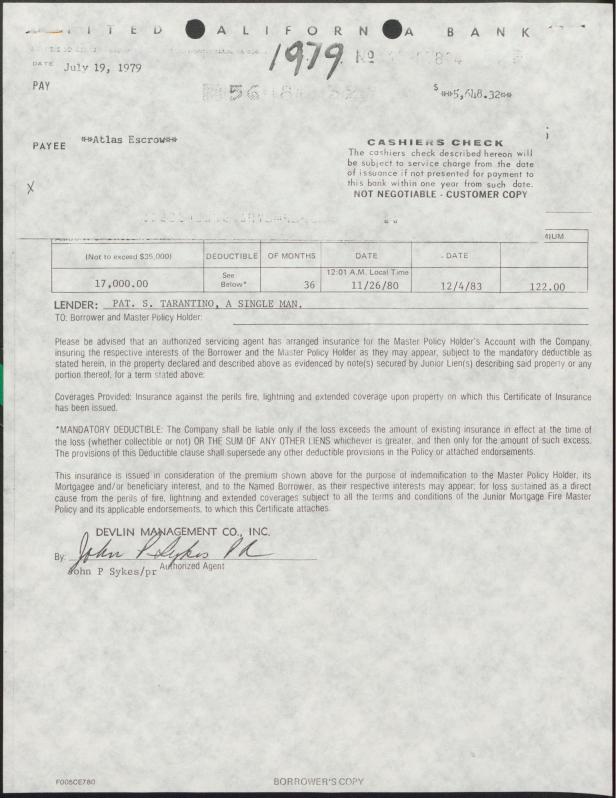 ITED CALIFORNIA BANK
1979 No
DATE July 19, 1979
PAY
$ **5,648.32**
PAYEE **Atlas Escrow**
CASHIERS CHECK
The cashiers check described hereon will
be subject to service charge from the date
of issuance if not presented for payment to
this bank within one year from such date.
NOT NEGOTIABLE - CUSTOMER COPY
X
MIUM
(Not to exceed $35,000) DEDUCTIBLE OF MONTHS DATE DATE
17,000.00 See Below* 36 12:01 A.M. Local Time 11/26/80 12/4/83 122.00
LENDER: PAT. S. TARANTINO, A SINGLE MAN.
TO: Borrower and Master Policy Holder:
Please be advised that an authorized servicing agent has arranged insurance for the Master Policy Holder's Account with the Company,
insuring the respective interests of the Borrower and the Master Policy Holder as they may appear, subject to the mandatory deductible as
stated herein, in the property declared and described above as evidenced by note(s) secured by Junior Lien(s) describing said property or any
portion thereof, for a term stated above:
Coverages Provided: Insurance against the perils fire, lightning and extended coverage upon property on which this Certificate of Insurance
has been issued.
*MANDATORY DEDUCTIBLE: The Company shall be liable only if the loss exceeds the amount of existing insurance in effect at the time of
the loss (whether collectible or not) OR THE SUM OF ANY OTHER LIENS whichever is greater, and then only for the amount of such excess.
The provisions of this Deductible clause shall supersede any other deductible provisions in the Policy or attached endorsements.
This insurance is issued in consideration of the premium shown above for the purpose of indemnification to the Master Policy Holder, its
Mortgagee and/or beneficiary interest, and to the Named Borrower, as their respective interests may appear, for loss sustained as a direct
cause from the perils of fire, lightning and extended coverages subject to all the terms and conditions of the Junior Mortgage Fire Master
Policy and its applicable endorsements, to which this Certificate attaches.
DEVLIN MANAGEMENT CO., INC.
By: John P Sykes PR
John P Sykes/pr Authorized Agent
F005CE780
BORROWER'S COPY